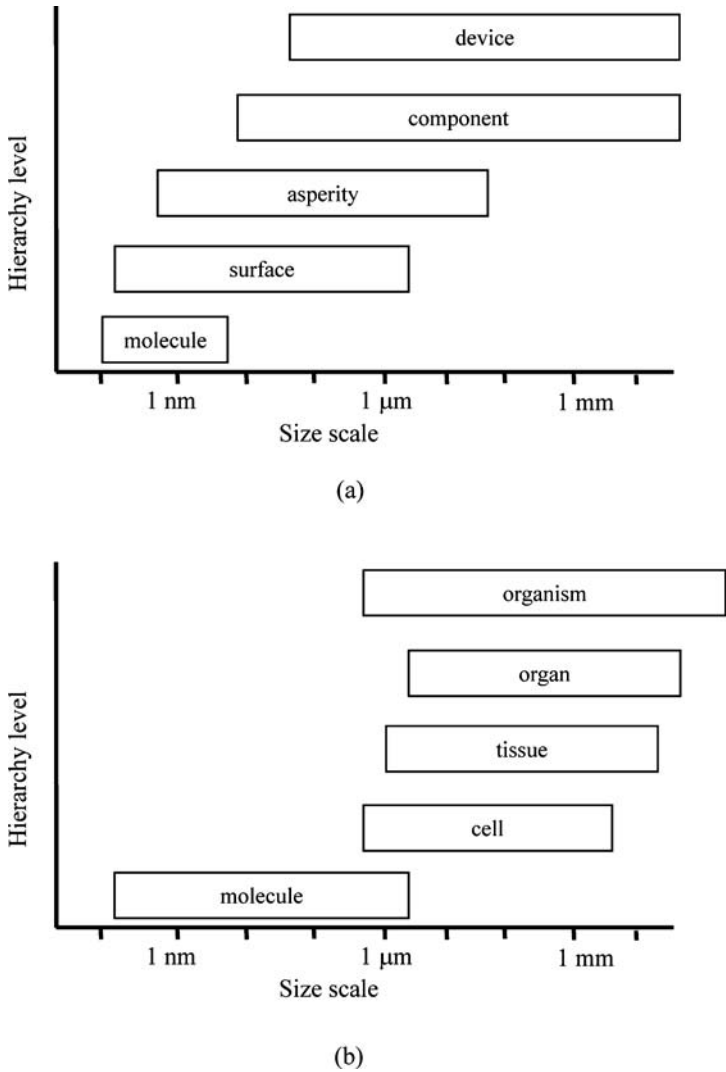 device
component
asperity
surface
molecule
Hierarchy level
1 nm 1 μm 1 mm
Size scale
(a)
organism
organ
tissue
cell
molecule
Hierarchy level
1 nm 1 μm 1 mm
Size scale
(b)